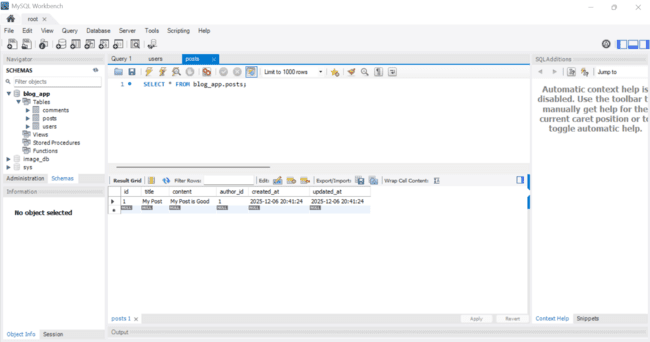 MySQL Workbench
root
File Edit View Query Database Server Tools Scripting Help
Navigator
SCHEMAS
Filter objects
blog_app
Tables
comments
posts
users
Views
Stored Procedures
Functions
image_db
sys
Administration Schemas
Information
No object selected
Object Info Session
Query 1 users posts
Limit to 1000 rows
1 SELECT * FROM blog_app.posts;
Result Grid Filter Rows: Edit: Export/Import: Wrap Cell Content:
id title content author_id created_at updated_at
1 My Post My Post is Good 1 2025-12-06 20:41:24 2025-12-06 20:41:24
NULL NULL NULL NULL NULL NULL
posts 1
Apply Revert
Output
SQLAdditions
Jump to
Automatic context help is
disabled. Use the toolbar t
manually get help for the
current caret position or t
toggle automatic help.
Context Help Snippets